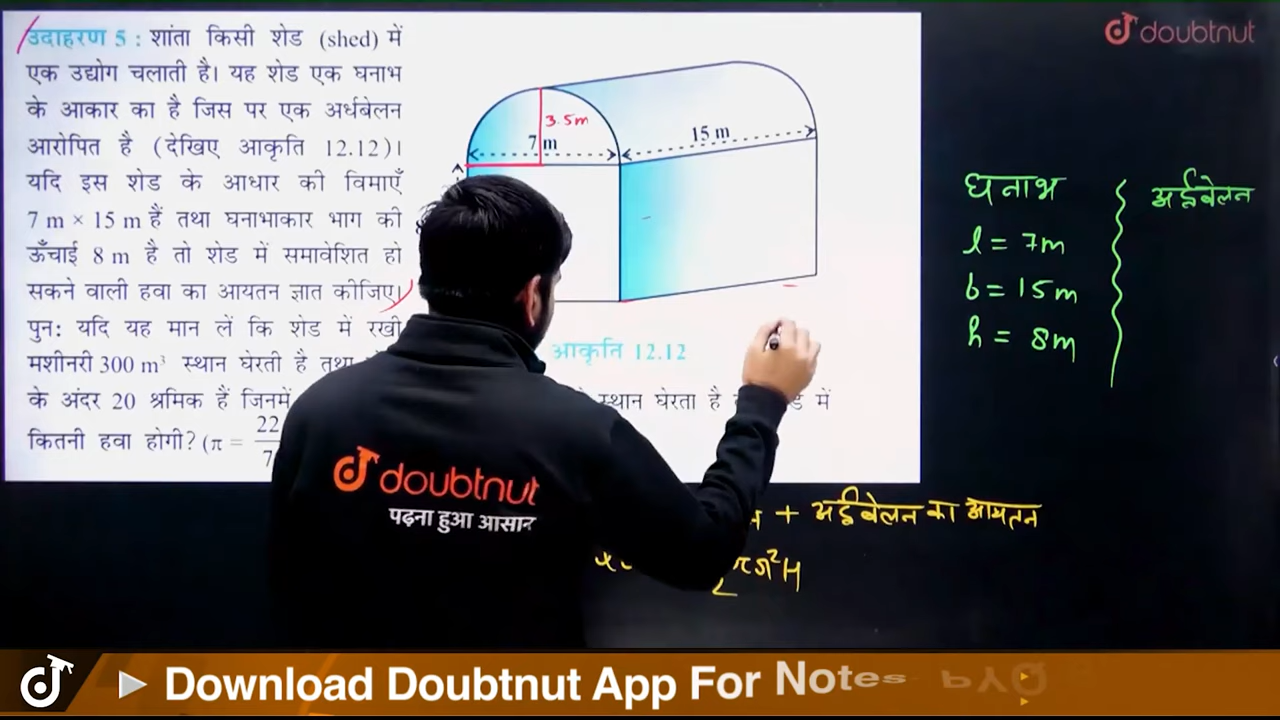 उदाहरण 5 : शांता किसी शेड (shed) में
एक उद्योग चलाती है। यह शेड एक घनाभ
के आकार का है जिस पर एक अर्धबेलन
आरोपित है (देखिए आकृति 12.12)।
यदि इस शेड के आधार की विमाएँ
7 m × 15 m हैं तथा घनाभाकार भाग की
ऊँचाई 8 m है तो शेड में समावेशित हो
सकने वाली हवा का आयतन ज्ञात कीजिए।
पुन: यदि यह मान लें कि शेड में रखी
मशीनरी 300 m³ स्थान घेरती है तथा
के अंदर 20 श्रमिक हैं जिनमें स्थान घेरता है में
कितनी हवा होगी? (π = 22/7
3.5m
7 m
15 m
आकृति 12.12
doubtnut
घनाभ
l = 7m
b = 15m
h = 8m
अर्द्धबेलन
+ अर्द्धबेलन का आयतन
πr²H
doubtnut
पढ़ना हुआ आसान
Download Doubtnut App For Notes